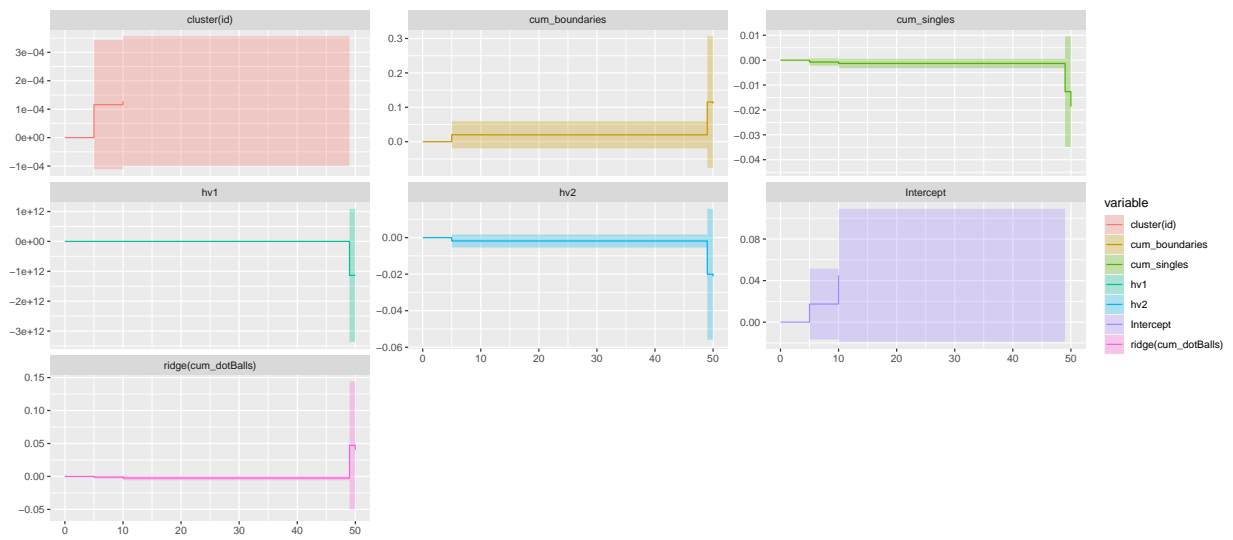 cluster(id)
3e−04
2e−04
1e−04
0e+00
−1e−04
cum_boundaries
0.3
0.2
0.1
0.0
cum_singles
0.01
0.00
−0.01
−0.02
−0.03
−0.04
hv1
1e+12
0e+00
−1e+12
−2e+12
−3e+12
hv2
0.00
−0.02
−0.04
−0.06
0 10 20 30 40 50
Intercept
0.08
0.04
0.00
0 10 20 30 40 50
ridge(cum_dotBalls)
0.15
0.10
0.05
0.00
−0.05
0 10 20 30 40 50
variable
cluster(id)
cum_boundaries
cum_singles
hv1
hv2
Intercept
ridge(cum_dotBalls)